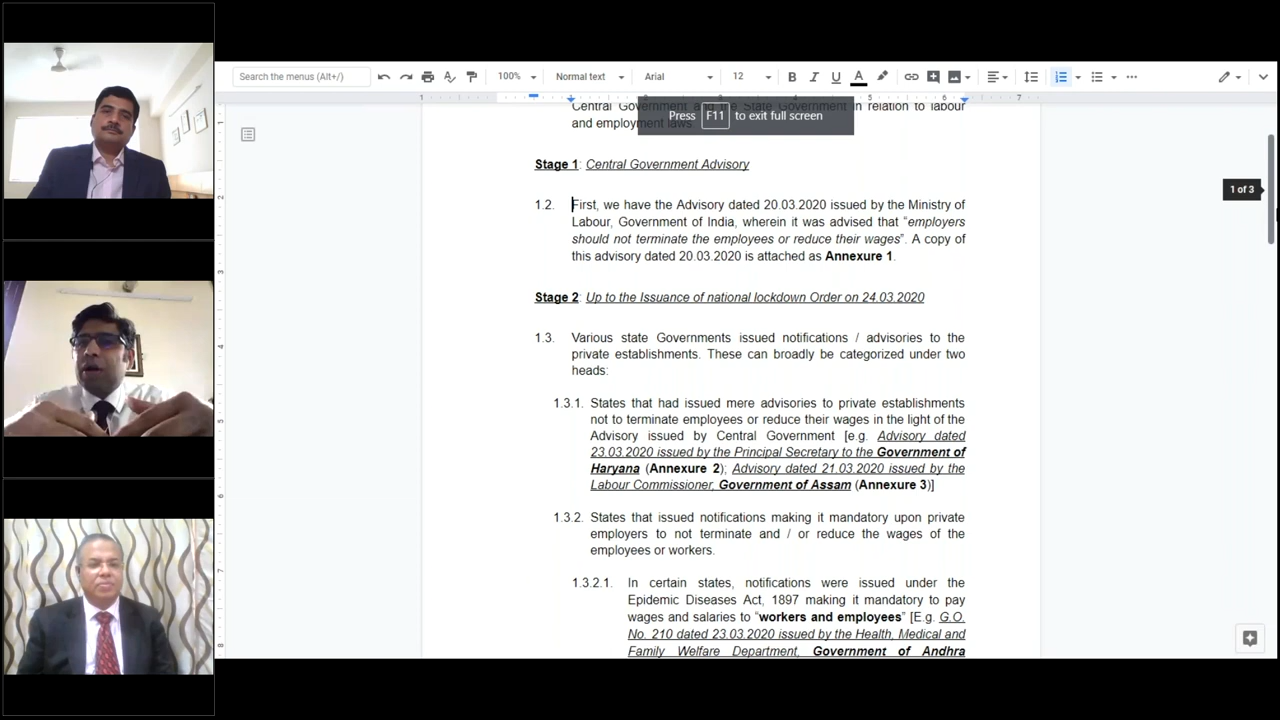 Search the menus (Alt+/)
100%
Normal text
Arial
12
B I U A
1 2 3 4 5 6 7
Central Government and the State Government in relation to labour
and employment laws
Press F11 to exit full screen
Stage 1: Central Government Advisory
1 of 3
1.2. First, we have the Advisory dated 20.03.2020 issued by the Ministry of
Labour, Government of India, wherein it was advised that “employers
should not terminate the employees or reduce their wages”. A copy of
this advisory dated 20.03.2020 is attached as Annexure 1.
Stage 2: Up to the Issuance of national lockdown Order on 24.03.2020
1.3. Various state Governments issued notifications / advisories to the
private establishments. These can broadly be categorized under two
heads:
1.3.1. States that had issued mere advisories to private establishments
not to terminate employees or reduce their wages in the light of the
Advisory issued by Central Government [e.g. Advisory dated
23.03.2020 issued by the Principal Secretary to the Government of
Haryana (Annexure 2); Advisory dated 21.03.2020 issued by the
Labour Commissioner, Government of Assam (Annexure 3)]
1.3.2. States that issued notifications making it mandatory upon private
employers to not terminate and / or reduce the wages of the
employees or workers.
1.3.2.1. In certain states, notifications were issued under the
Epidemic Diseases Act, 1897 making it mandatory to pay
wages and salaries to “workers and employees” [E.g. G.O.
No. 210 dated 23.03.2020 issued by the Health, Medical and
Family Welfare Department, Government of Andhra